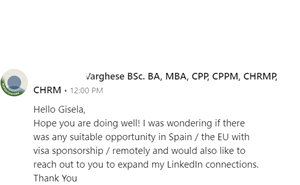 Varghese BSc. BA, MBA, CPP, CPPM, CHRMP,
CHRM • 12:00 PM
Hello Gisela,
Hope you are doing well! I was wondering if there
was any suitable opportunity in Spain / the EU with
visa sponsorship / remotely and would also like to
reach out to you to expand my LinkedIn connections.
Thank You